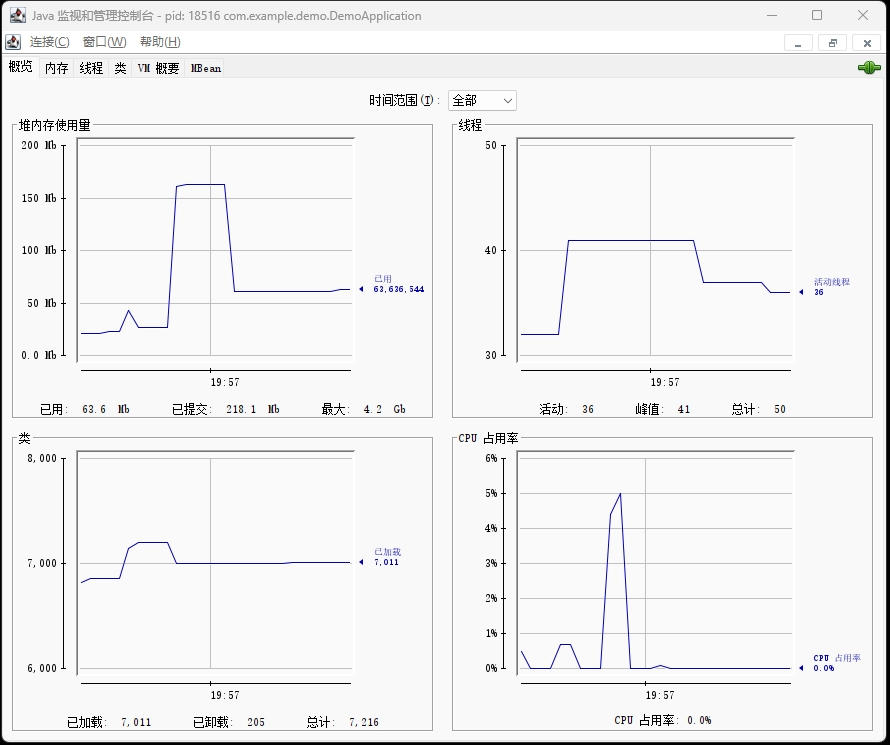 Java 监视和管理控制台 - pid: 18516 com.example.demo.DemoApplication
连接(C) 窗口(W) 帮助(H)
概览 内存 线程 类 VM 概要 MBean
时间范围(I): 全部
堆内存使用量
200 Mb
150 Mb
100 Mb
50 Mb
0.0 Mb
已用
63,636,544
19:57
已用: 63.6 Mb 已提交: 218.1 Mb 最大: 4.2 Gb
线程
50
40
30
活动线程
36
19:57
活动: 36 峰值: 41 总计: 50
类
8,000
7,000
6,000
已加载
7,011
19:57
已加载: 7,011 已卸载: 205 总计: 7,216
CPU 占用率
6%
5%
4%
3%
2%
1%
0%
CPU 占用率
0.0%
19:57
CPU 占用率: 0.0%